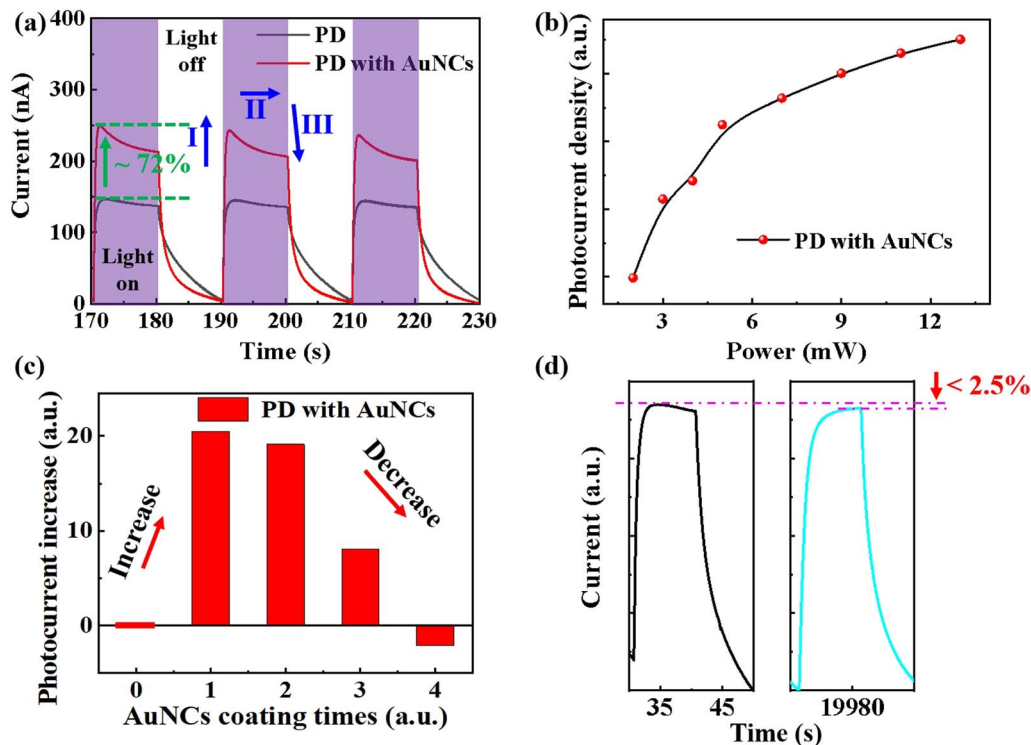 (a)
Current (nA)
400
300
200
100
0
Light
off
PD
PD with AuNCs
I
II
III
~ 72%
Light
on
170 180 190 200 210 220 230
Time (s)
(b)
Photocurrent density (a.u.)
PD with AuNCs
3 6 9 12
Power (mW)
(c)
Photocurrent increase (a.u.)
20
10
0
PD with AuNCs
Increase
Decrease
0 1 2 3 4
AuNCs coating times (a.u.)
(d)
Current (a.u.)
< 2.5%
35 45 19980
Time (s)